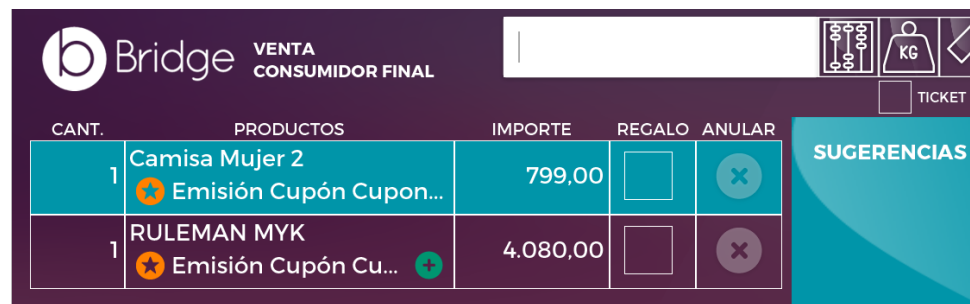 b Bridge VENTA
CONSUMIDOR FINAL
KG
TICKET
CANT. PRODUCTOS IMPORTE REGALO ANULAR
SUGERENCIAS
1 Camisa Mujer 2 799,00
Emisión Cupón Cupon...
1 RULEMAN MYK 4.080,00
Emisión Cupón Cu...